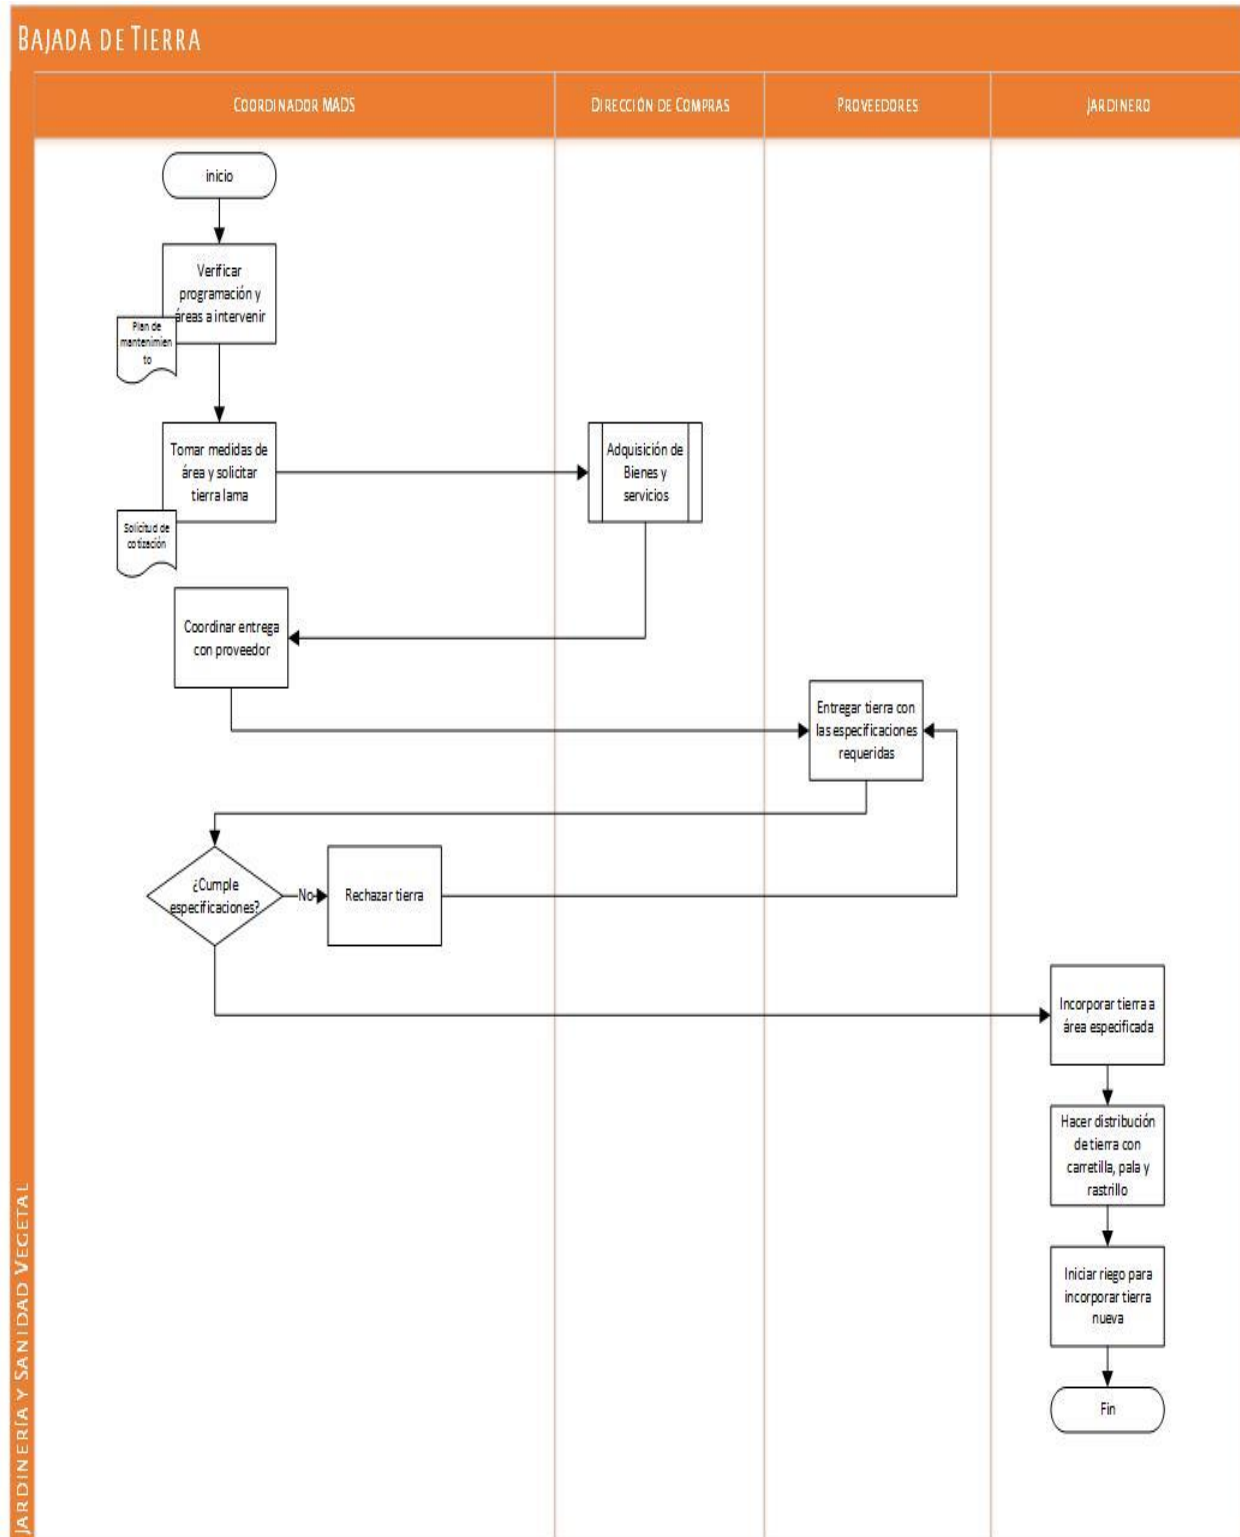 BAJADA DE TIERRA
COORDINADOR MADS
DIRECCIÓN DE COMPRAS
PROVEEDORES
JARDINERO
JARDINERÍA Y SANIDAD VEGETAL
inicio
Verificar
programación y
áreas a intervenir
Plan de
mantenimien
to
Tomar medidas de
área y solicitar
tierra lama
Solicitud de
cotización
Adquisición de
Bienes y
servicios
Coordinar entrega
con proveedor
Entregar tierra con
las especificaciones
requeridas
¿Cumple
especificaciones?
No
Rechazar tierra
Incorporar tierra a
área especificada
Hacer distribución
de tierra con
carretilla, pala y
rastrillo
Iniciar riego para
incorporar tierra
nueva
Fin